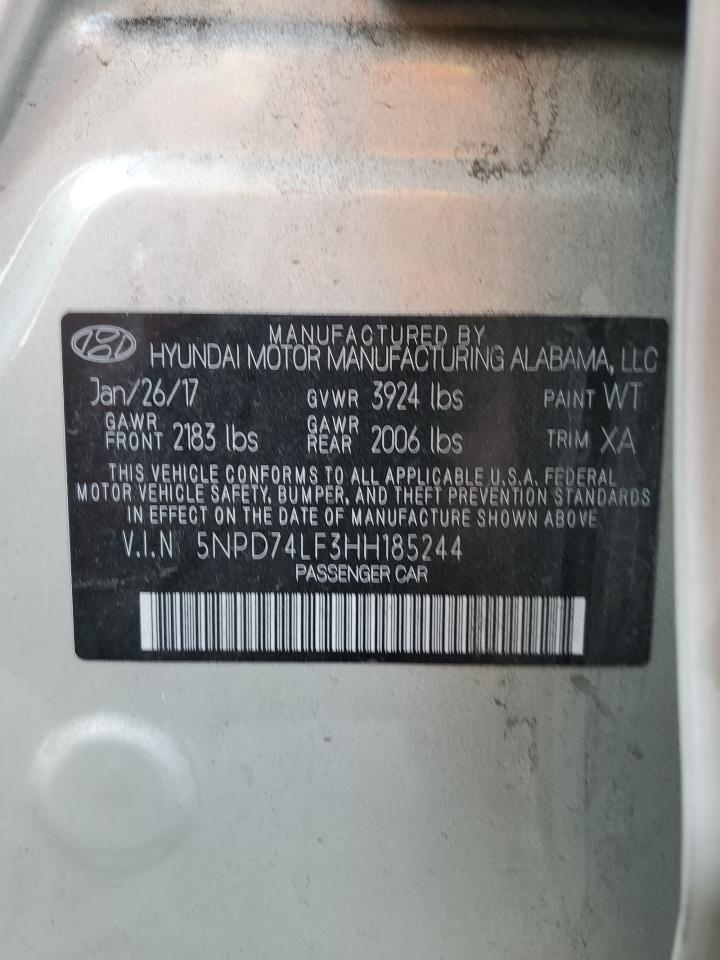 MANUFACTURED BY
HYUNDAI MOTOR MANUFACTURING ALABAMA, LLC
Jan/26/17 GVWR 3924 lbs PAINT WT
GAWR FRONT 2183 lbs GAWR REAR 2006 lbs TRIM XA
THIS VEHICLE CONFORMS TO ALL APPLICABLE U.S.A. FEDERAL
MOTOR VEHICLE SAFETY, BUMPER, AND THEFT PREVENTION STANDARDS
IN EFFECT ON THE DATE OF MANUFACTURE SHOWN ABOVE
V.I.N 5NPD74LF3HH185244
PASSENGER CAR